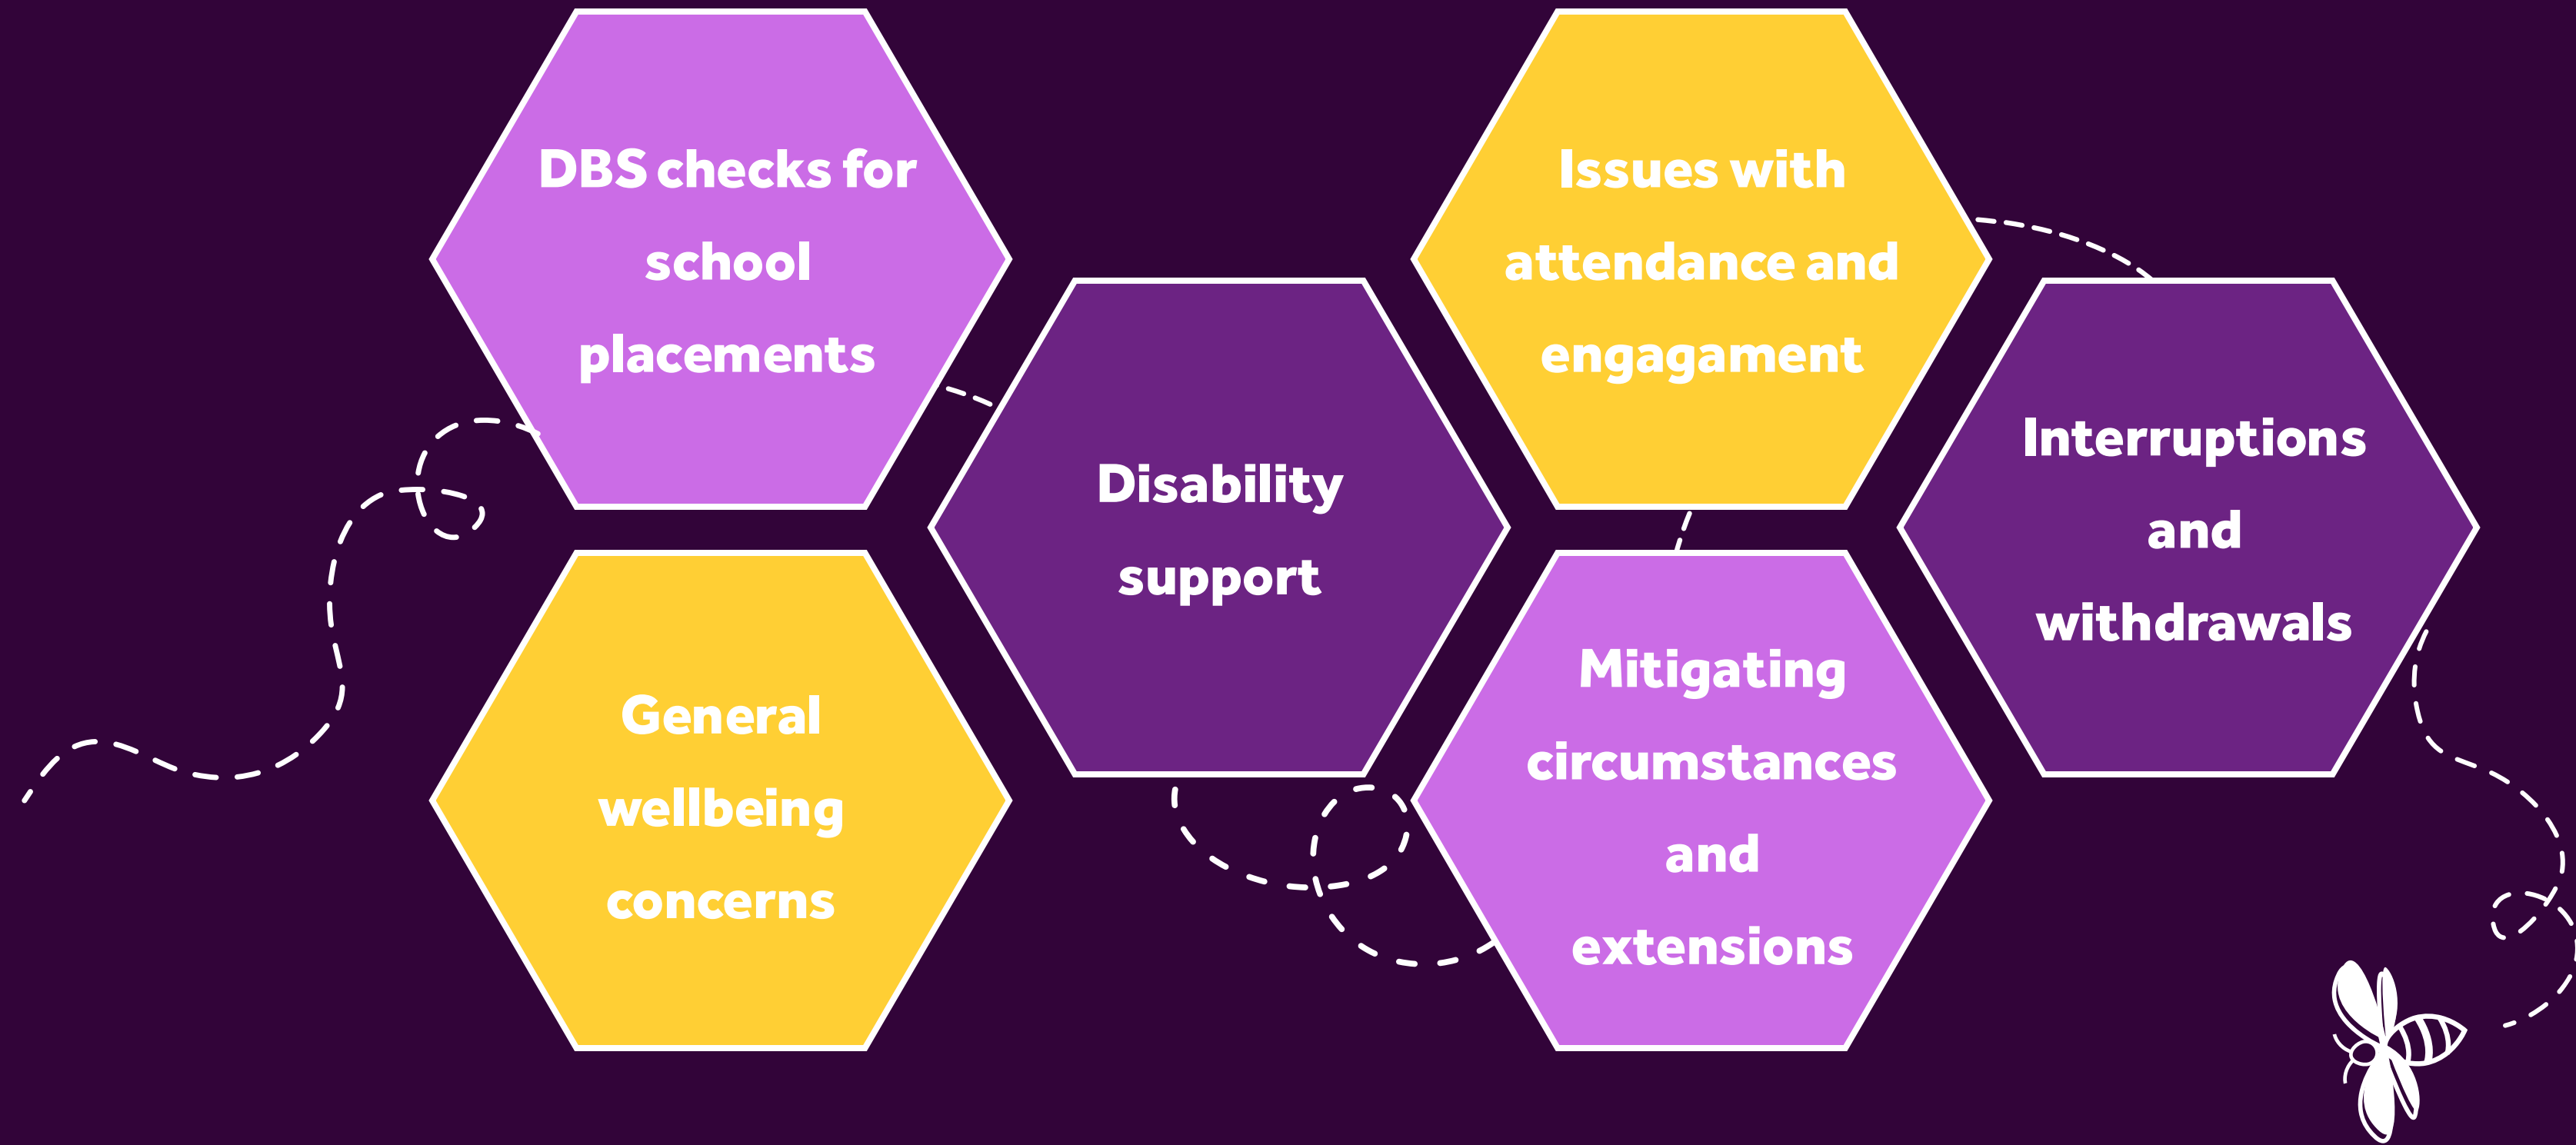 DBS checks for
school
placements
General
wellbeing
concerns
Disability
support
Issues with
attendance and
engagament
Mitigating
circumstances
and
extensions
Interruptions
and
withdrawals